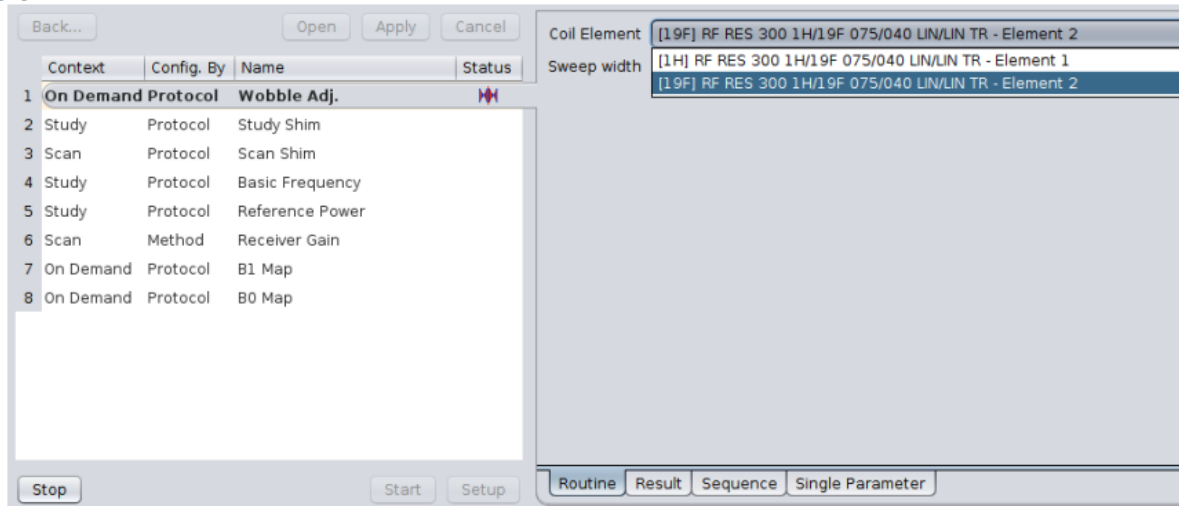 Back... Open Apply Cancel
Context Config. By Name Status
1 On Demand Protocol Wobble Adj.
2 Study Protocol Study Shim
3 Scan Protocol Scan Shim
4 Study Protocol Basic Frequency
5 Study Protocol Reference Power
6 Scan Method Receiver Gain
7 On Demand Protocol B1 Map
8 On Demand Protocol B0 Map
Stop Start Setup
Coil Element [19F] RF RES 300 1H/19F 075/040 LIN/LIN TR - Element 2
Sweep width [1H] RF RES 300 1H/19F 075/040 LIN/LIN TR - Element 1
[19F] RF RES 300 1H/19F 075/040 LIN/LIN TR - Element 2
Routine Result Sequence Single Parameter